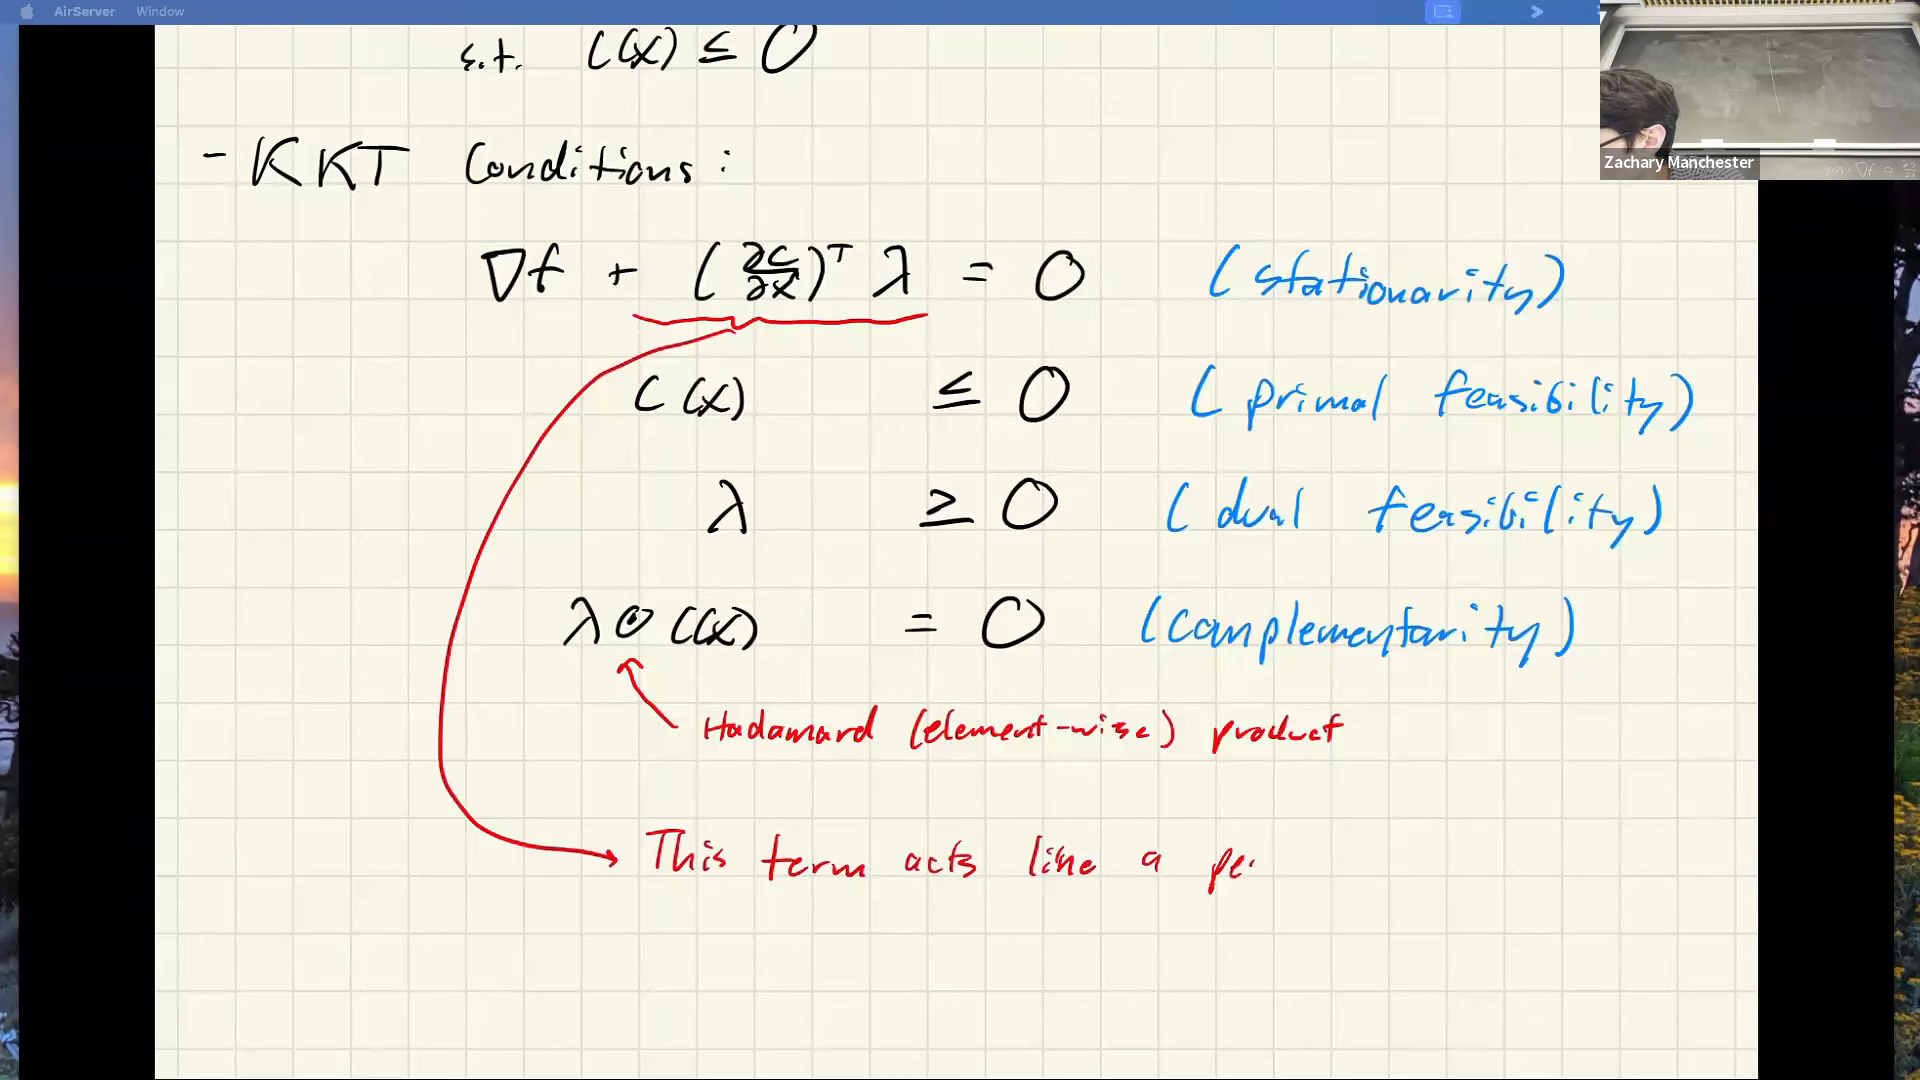 AirServer Window
s.t. C(x) ≤ 0
Zachary Manchester
- KKT Conditions:
∇f + (∂C/∂x)ᵀ λ = 0 (stationarity)
C(x) ≤ 0 (primal feasibility)
λ ≥ 0 (dual feasibility)
λ ⊙ C(x) = 0 (complementarity)
Hadamard (element-wise) product
This term acts like a pe